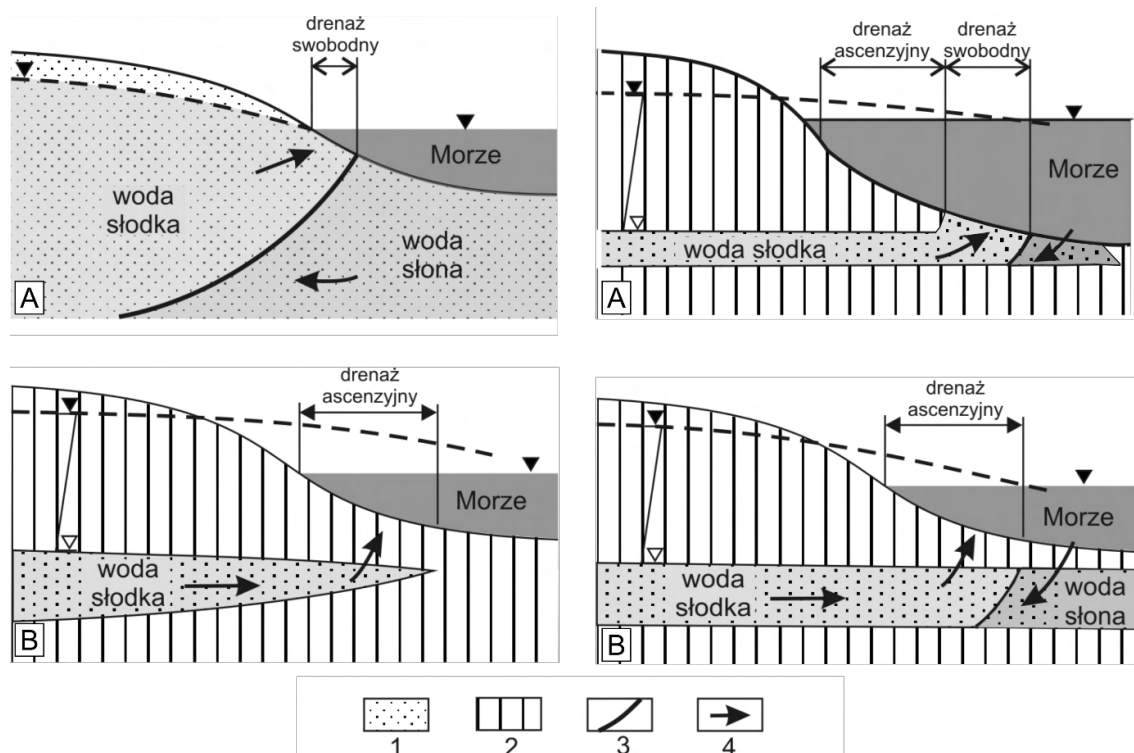 drenaż
swobodny
Morze
woda
słodka
woda
słona
A
drenaż
ascenzyjny
drenaż
swobodny
Morze
woda słodka
A
drenaż
ascenzyjny
Morze
woda
słodka
B
drenaż
ascenzyjny
Morze
woda
słodka
woda
słona
B
1
2
3
4